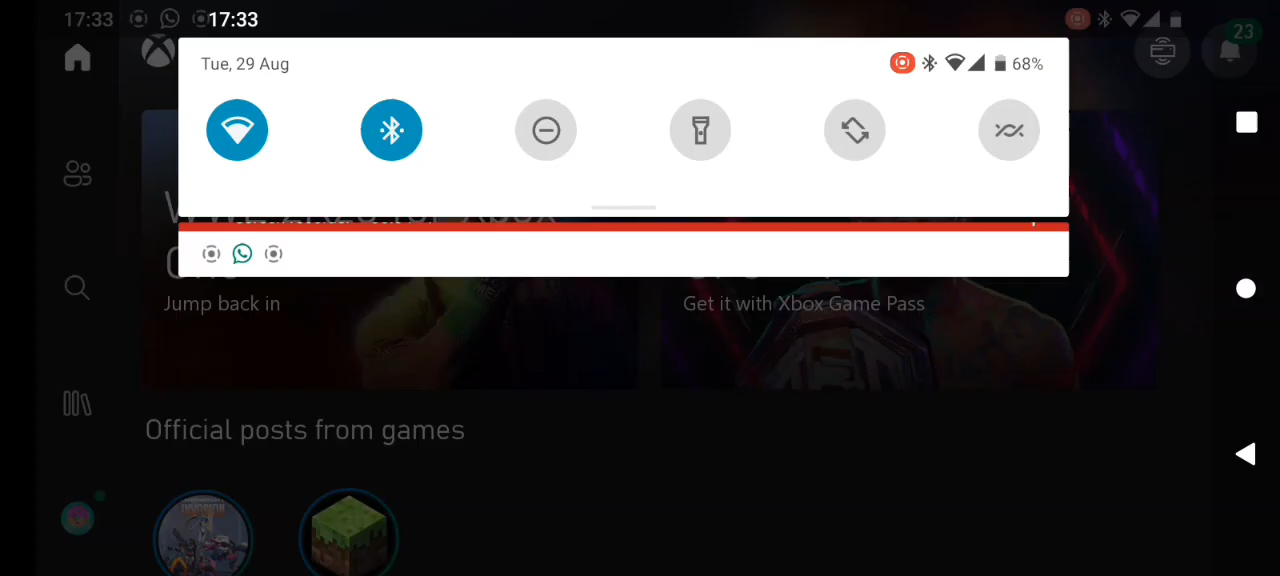 17:33 17:33
23
Tue, 29 Aug 68%
Jump back in
Get it with Xbox Game Pass
Official posts from games
INVASION